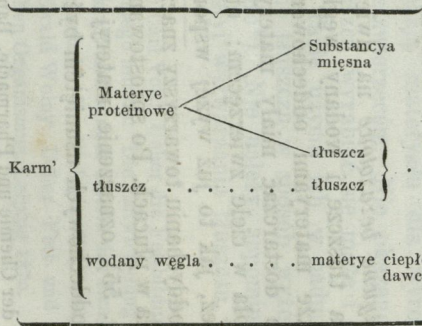 Substancya
mięsna
Materye
proteinowe
tłuszcz
Karm'
tłuszcz . . . . . . tłuszcz
wodany węgla . . . . . materye ciepł
dawc